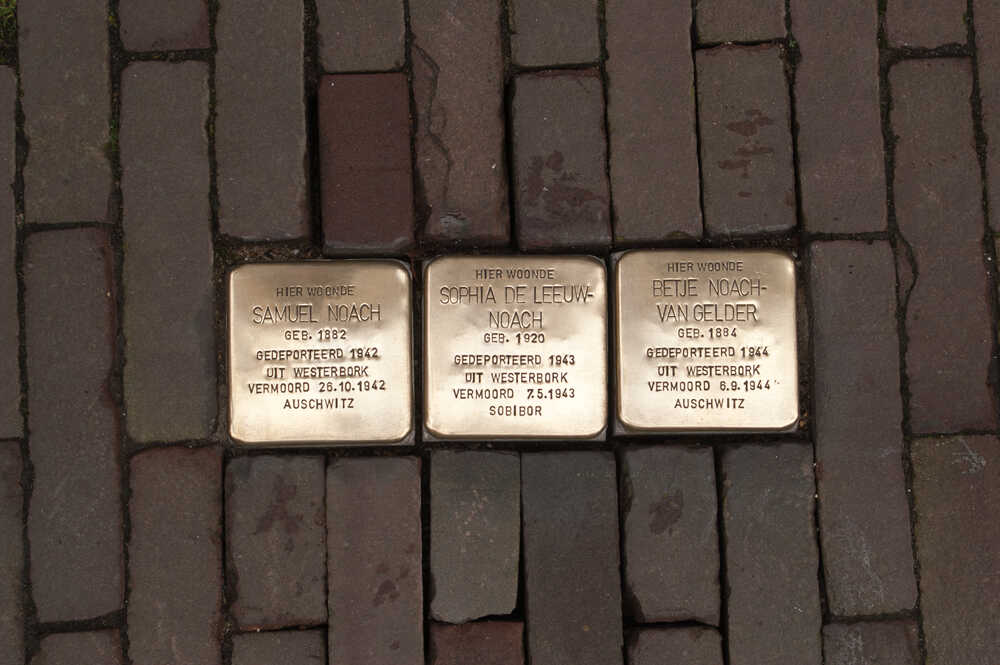 HIER WOONDE
SAMUEL NOACH
GEB. 1882
GEDEPORTEERD 1942
UIT WESTERBORK
VERMOORD 26.10.1942
AUSCHWITZ
HIER WOONDE
SOPHIA DE LEEUW-
NOACH
GEB. 1920
GEDEPORTEERD 1943
UIT WESTERBORK
VERMOORD 7.5.1943
SOBIBOR
HIER WOONDE
BETJE NOACH-
VAN GELDER
GEB. 1884
GEDEPORTEERD 1944
UIT WESTERBORK
VERMOORD 6.9.1944
AUSCHWITZ